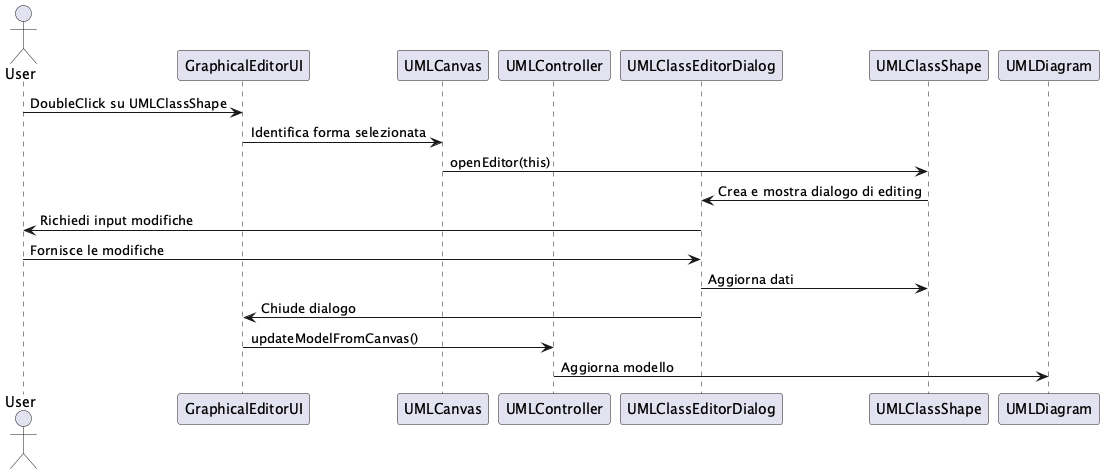 User
GraphicalEditorUI
UMLCanvas
UMLController
UMLClassEditorDialog
UMLClassShape
UMLDiagram
DoubleClick su UMLClassShape
Identifica forma selezionata
openEditor(this)
Crea e mostra dialogo di editing
Richiedi input modifiche
Fornisce le modifiche
Aggiorna dati
Chiude dialogo
updateModelFromCanvas()
Aggiorna modello
User
GraphicalEditorUI
UMLCanvas
UMLController
UMLClassEditorDialog
UMLClassShape
UMLDiagram